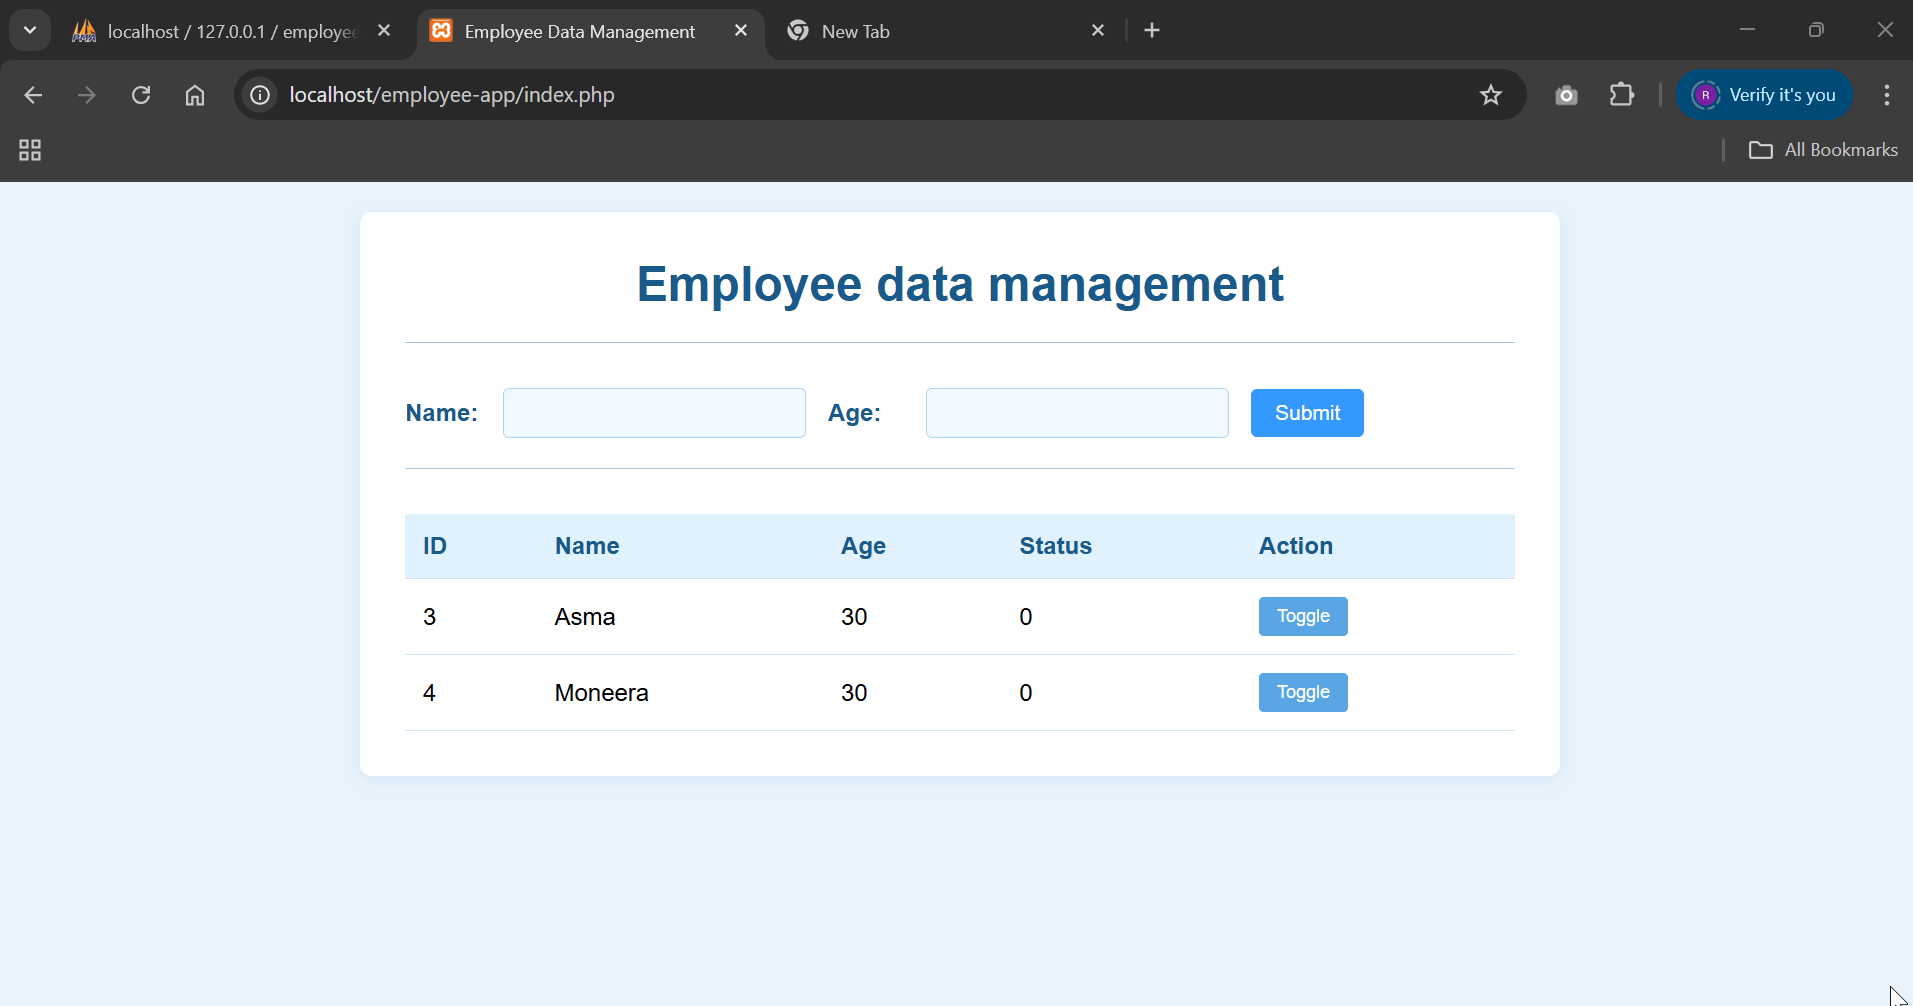 localhost / 127.0.0.1 / employee
Employee Data Management
New Tab
localhost/employee-app/index.php
R
Verify it's you
All Bookmarks
Employee data management
Name:
Age:
Submit
ID Name Age Status Action
3 Asma 30 0 Toggle
4 Moneera 30 0 Toggle